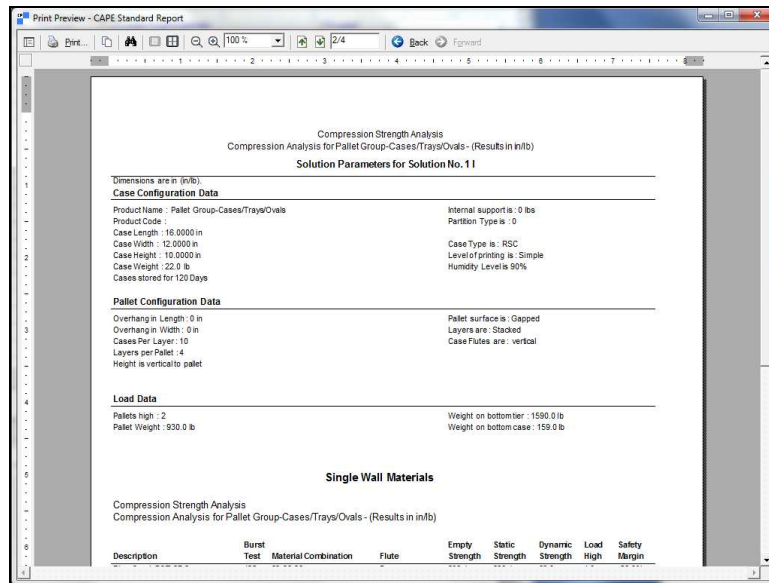 Print Preview - CAPE Standard Report
Print... 100 % 2/4 Back Forward
1 2 3 4 5 6 7 8
Compression Strength Analysis
Compression Analysis for Pallet Group-Cases/Trays/Ovals - (Results in in/lb)
Solution Parameters for Solution No. 1 I
Dimensions are in (in/lb).
Case Configuration Data
Product Name : Pallet Group-Cases/Trays/Ovals Internal support is : 0 lbs
Product Code : Partition Type is : 0
Case Length : 16.0000 in
Case Width : 12.0000 in Case Type is : RSC
Case Height : 10.0000 in Level of printing is : Simple
Case Weight : 22.0 lb Humidity Level is 90%
Cases stored for 120 Days
Pallet Configuration Data
Overhang in Length : 0 in Pallet surface is : Gapped
Overhang in Width : 0 in Layers are : Stacked
Cases Per Layer : 10 Case Flutes are : vertical
Layers per Pallet : 4
Height is vertical to pallet
Load Data
Pallets high : 2 Weight on bottom tier : 1590.0 lb
Pallet Weight : 930.0 lb Weight on bottom case : 159.0 lb
Single Wall Materials
Compression Strength Analysis
Compression Analysis for Pallet Group-Cases/Trays/Ovals - (Results in in/lb)
Burst Empty Static Dynamic Load Safety
Description Test Material Combination Flute Strength Strength Strength High Margin